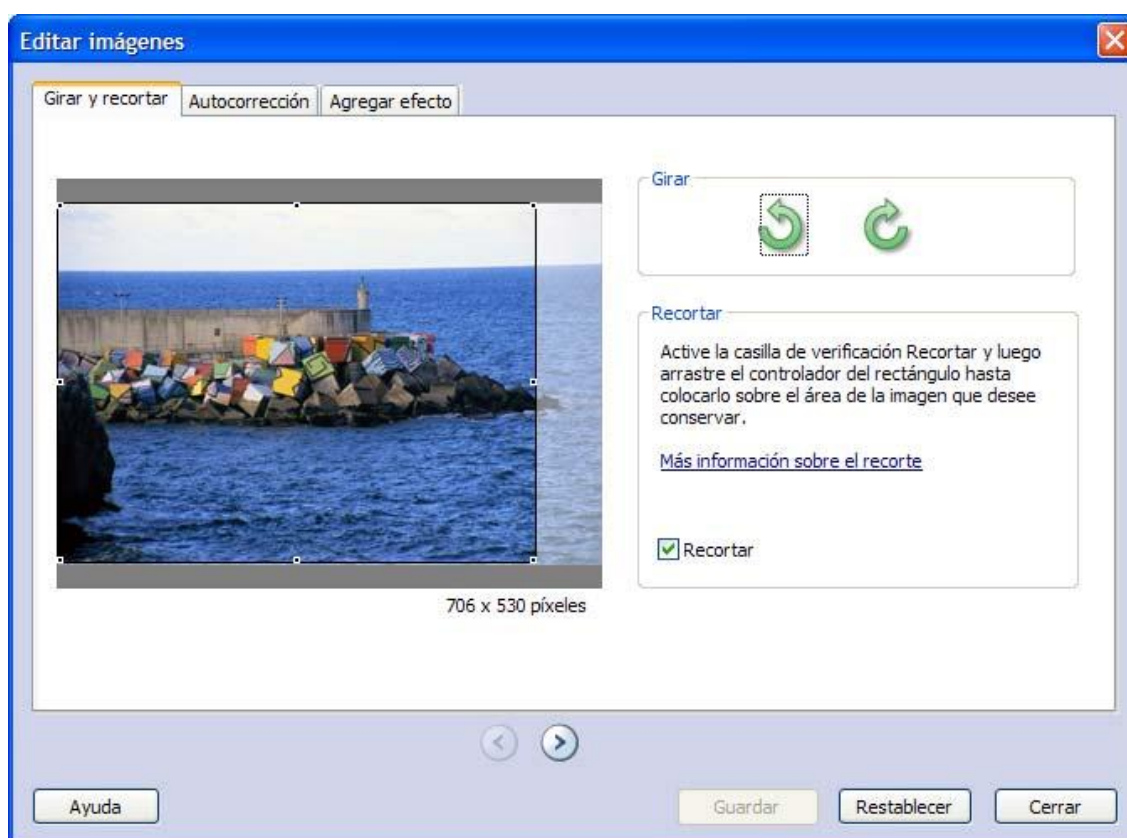 Editar imágenes
Girar y recortar
Autocorrección
Agregar efecto
Girar
Recortar
Active la casilla de verificación Recortar y luego
arrastre el controlador del rectángulo hasta
colocarlo sobre el área de la imagen que desee
conservar.
Más información sobre el recorte
Recortar
706 x 530 píxeles
Ayuda
Guardar
Restablecer
Cerrar